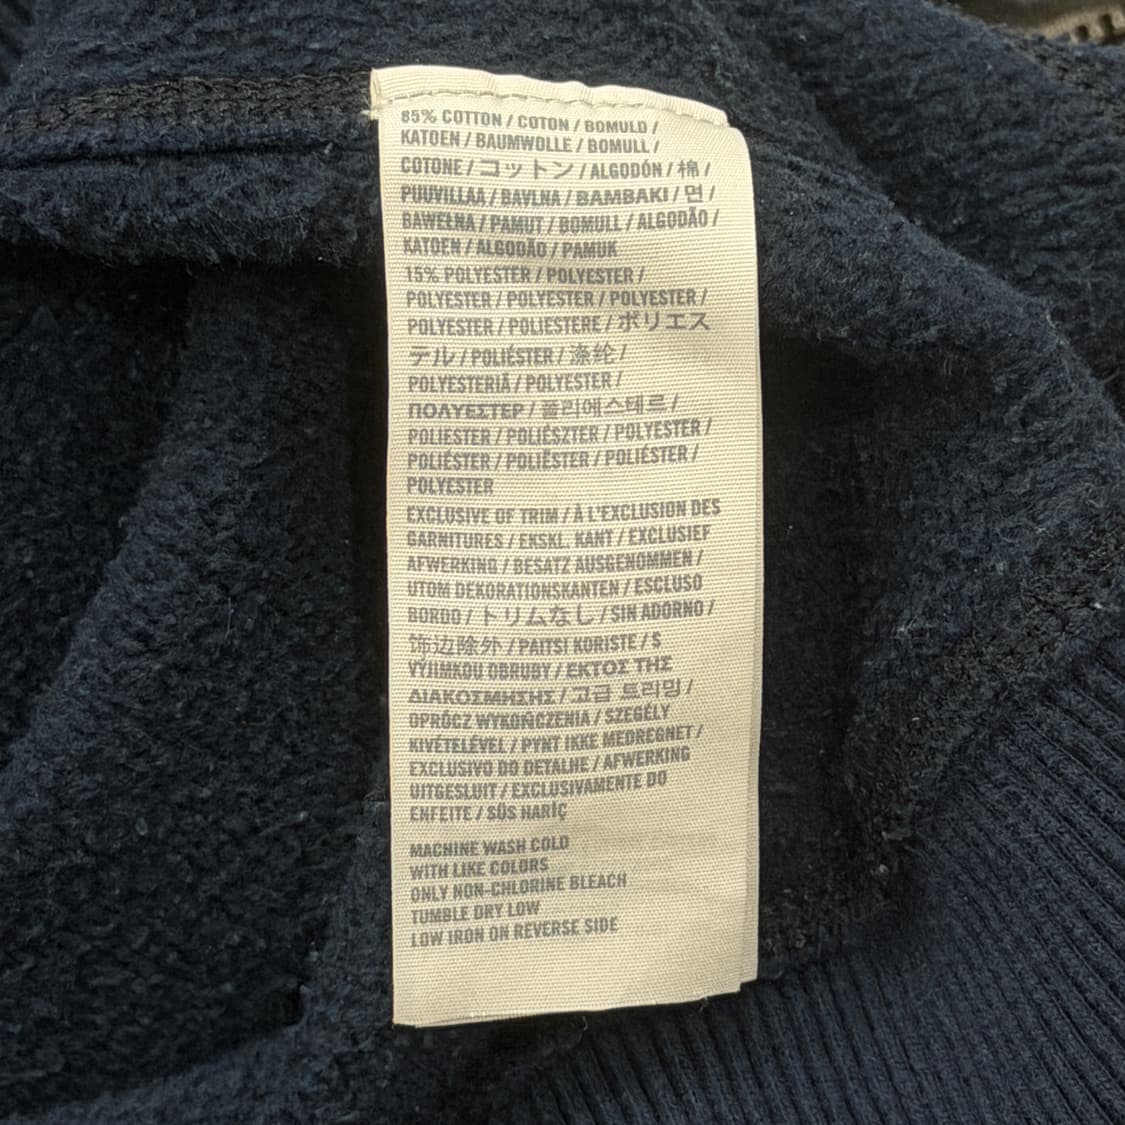 85% COTTON / COTON / BOMULD /
KATOEN / BAUMWOLLE / BOMULL /
COTONE / コットン / ALGODÓN / 棉 /
PUUVILLAA / BAVLNA / BAMBAKI / 면 /
BAWEŁNA / PAMUT / BOMULL / ALGODÃO /
KATOEN / ALGODÃO / PAMUK
15% POLYESTER / POLYESTER /
POLYESTER / POLYESTER / POLYESTER /
POLYESTER / POLIESTERE / ポリエス
テル / POLIÉSTER / 涤纶 /
POLYESTERIÄ / POLYESTER /
ΠΟΛΥΕΣΤΕΡ / 폴리에스테르 /
POLIESTER / POLIÉSZTER / POLYESTER /
POLIÉSTER / POLIËSTER / POLIÉSTER /
POLYESTER
EXCLUSIVE OF TRIM / À L'EXCLUSION DES
GARNITURES / EKSKL. KANT / EXCLUSIEF
AFWERKING / BESATZ AUSGENOMMEN /
UTOM DEKORATIONSKANTEN / ESCLUSO
BORDO / トリムなし / SIN ADORNO /
饰边除外 / PAITSI KORISTE / S
VÝJIMKOU OBRUBY / ΕΚΤΟΣ ΤΗΣ
ΔΙΑΚΟΣΜΗΣΗΣ / 고급 트리밍 /
OPRÓCZ WYKOŃCZENIA / SZEGÉLY
KIVÉTELÉVEL / PYNT IKKE MEDREGNET /
EXCLUSIVO DO DETALHE / AFWERKING
UITGESLUIT / EXCLUSIVAMENTE DO
ENFEITE / SÜS HARİÇ
MACHINE WASH COLD
WITH LIKE COLORS
ONLY NON-CHLORINE BLEACH
TUMBLE DRY LOW
LOW IRON ON REVERSE SIDE